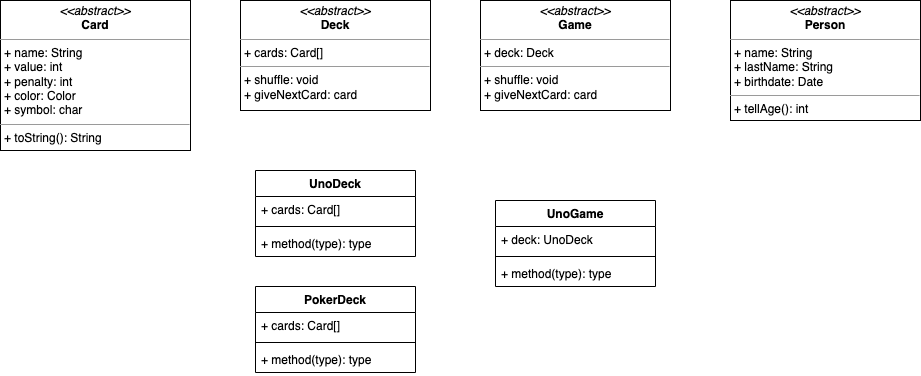 <<abstract>>
Card
+ name: String
+ value: int
+ penalty: int
+ color: Color
+ symbol: char
+ toString(): String
<<abstract>>
Deck
+ cards: Card[]
+ shuffle: void
+ giveNextCard: card
<<abstract>>
Game
+ deck: Deck
+ shuffle: void
+ giveNextCard: card
<<abstract>>
Person
+ name: String
+ lastName: String
+ birthdate: Date
+ tellAge(): int
UnoDeck
+ cards: Card[]
+ method(type): type
UnoGame
+ deck: UnoDeck
+ method(type): type
PokerDeck
+ cards: Card[]
+ method(type): type